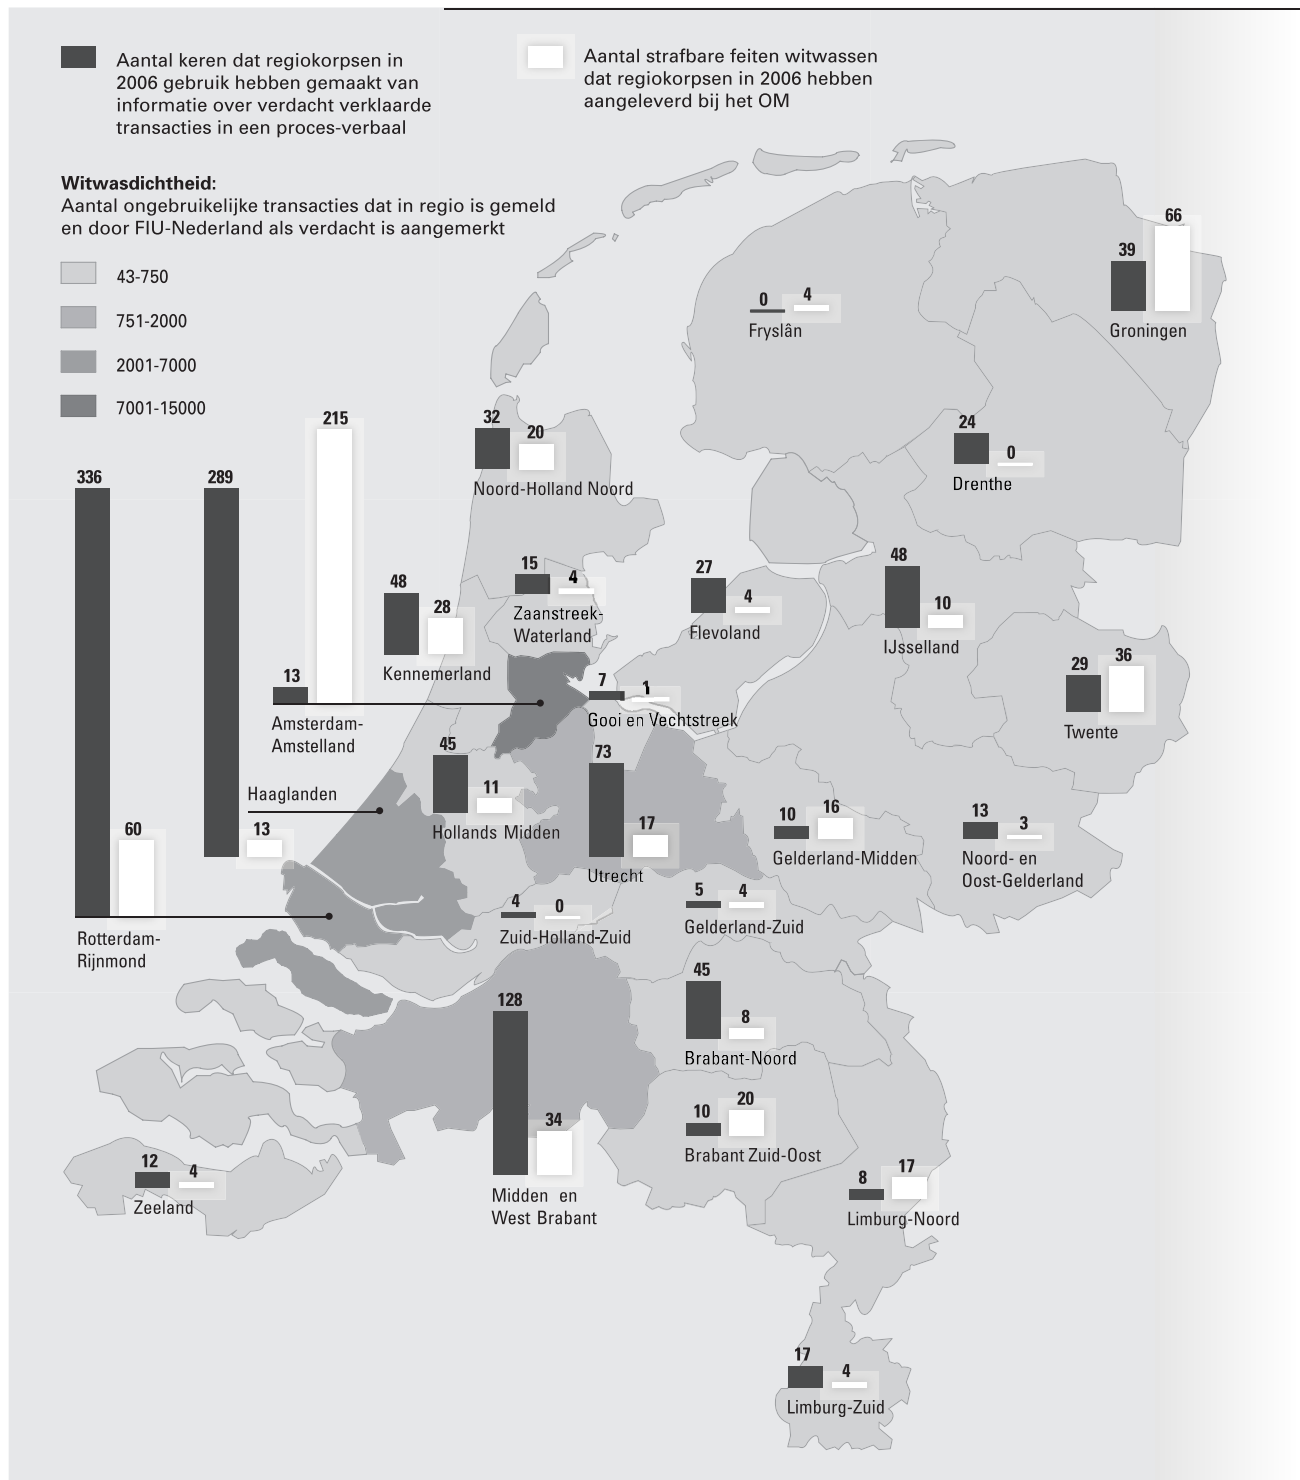 Aantal keren dat regiokorpsen in
2006 gebruik hebben gemaakt van
informatie over verdacht verklaarde
transacties in een proces-verbaal
Aantal strafbare feiten witwassen
dat regiokorpsen in 2006 hebben
aangeleverd bij het OM
Witwasdichtheid:
Aantal ongebruikelijke transacties dat in regio is gemeld
en door FIU-Nederland als verdacht is aangemerkt
43-750
751-2000
2001-7000
7001-15000
39
66
Groningen
0
4
Fryslân
24
0
Drenthe
32
20
Noord-Holland Noord
336
60
Rotterdam-
Rijnmond
289
13
Haaglanden
13
215
Amsterdam-
Amstelland
48
28
Kennemerland
15
4
Zaanstreek-
Waterland
27
4
Flevoland
48
10
IJsselland
29
36
Twente
7
1
Gooi en Vechtstreek
45
11
Hollands Midden
73
17
Utrecht
10
16
Gelderland-Midden
13
3
Noord- en
Oost-Gelderland
4
0
Zuid-Holland-Zuid
5
4
Gelderland-Zuid
45
8
Brabant-Noord
128
34
Midden en
West Brabant
10
20
Brabant Zuid-Oost
12
4
Zeeland
8
17
Limburg-Noord
17
4
Limburg-Zuid